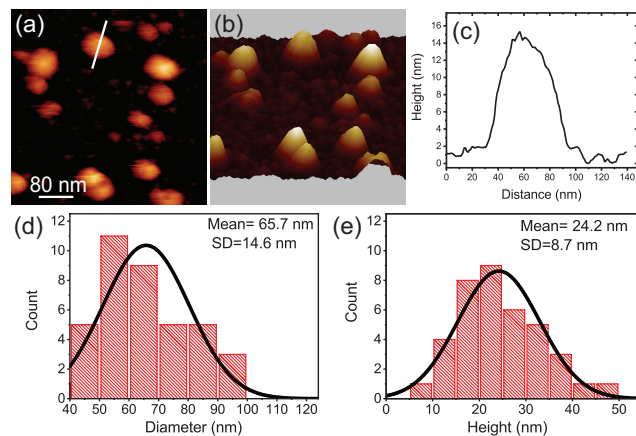 (a)
80 nm
(b)
(c)
Height (nm)
16
14
12
10
8
6
4
2
0
0 20 40 60 80 100 120 140
Distance (nm)
(d)
Mean= 65.7 nm
SD=14.6 nm
Count
12
10
8
6
4
2
0
40 50 60 70 80 90 100 110 120
Diameter (nm)
(e)
Mean= 24.2 nm
SD=8.7 nm
Count
12
10
8
6
4
2
0
0 10 20 30 40 50
Height (nm)